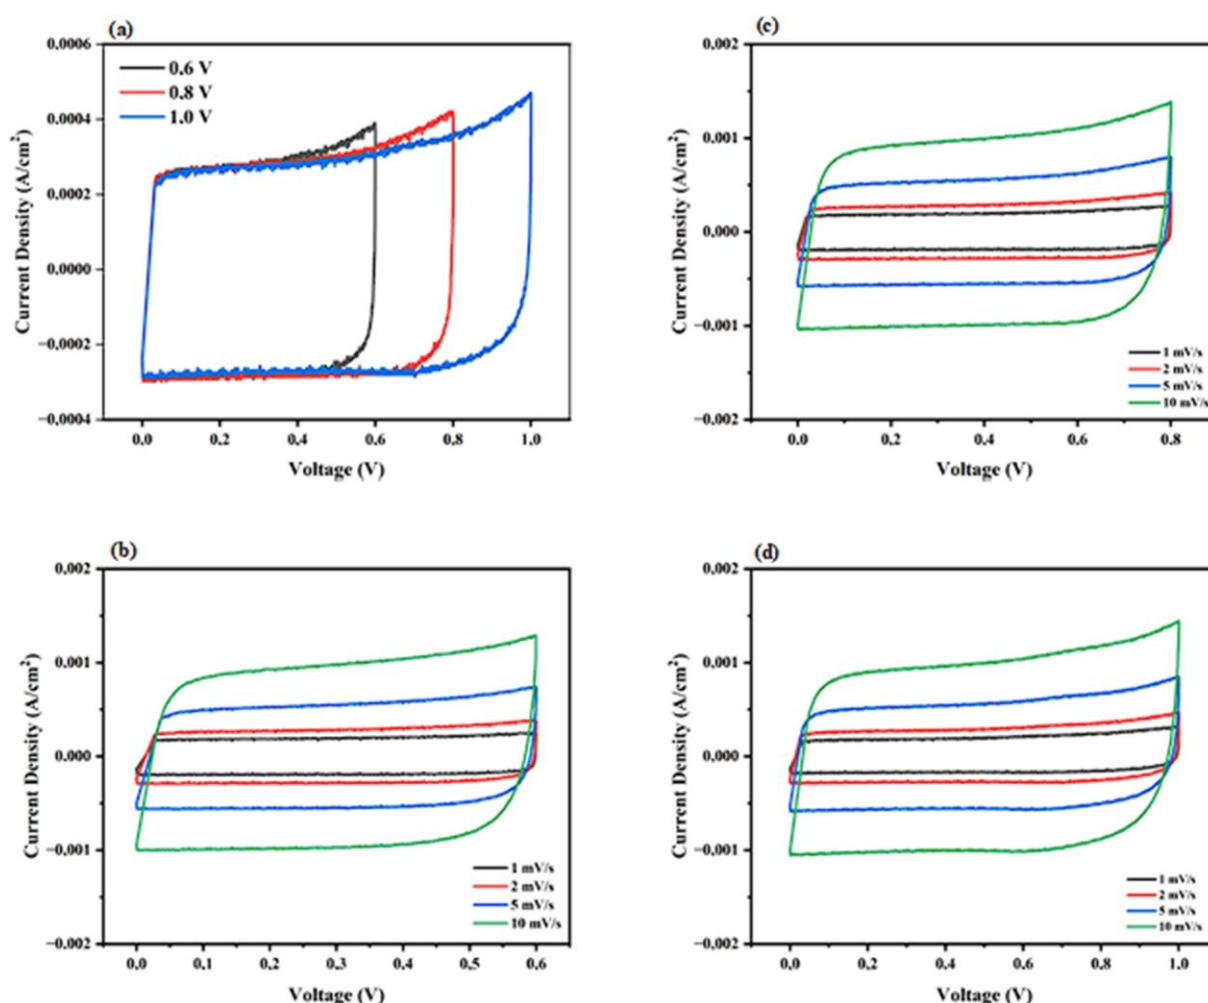 (a)
0.0006
0.0004
0.0002
0.0000
−0.0002
−0.0004
Current Density (A/cm²)
0.6 V
0.8 V
1.0 V
0.0 0.2 0.4 0.6 0.8 1.0
Voltage (V)
(c)
0.002
0.001
0.000
−0.001
−0.002
Current Density (A/cm²)
1 mV/s
2 mV/s
5 mV/s
10 mV/s
0.0 0.2 0.4 0.6 0.8
Voltage (V)
(b)
0.002
0.001
0.000
−0.001
−0.002
Current Density (A/cm²)
1 mV/s
2 mV/s
5 mV/s
10 mV/s
0.0 0.1 0.2 0.3 0.4 0.5 0.6
Voltage (V)
(d)
0.002
0.001
0.000
−0.001
−0.002
Current Density (A/cm²)
1 mV/s
2 mV/s
5 mV/s
10 mV/s
0.0 0.2 0.4 0.6 0.8 1.0
Voltage (V)